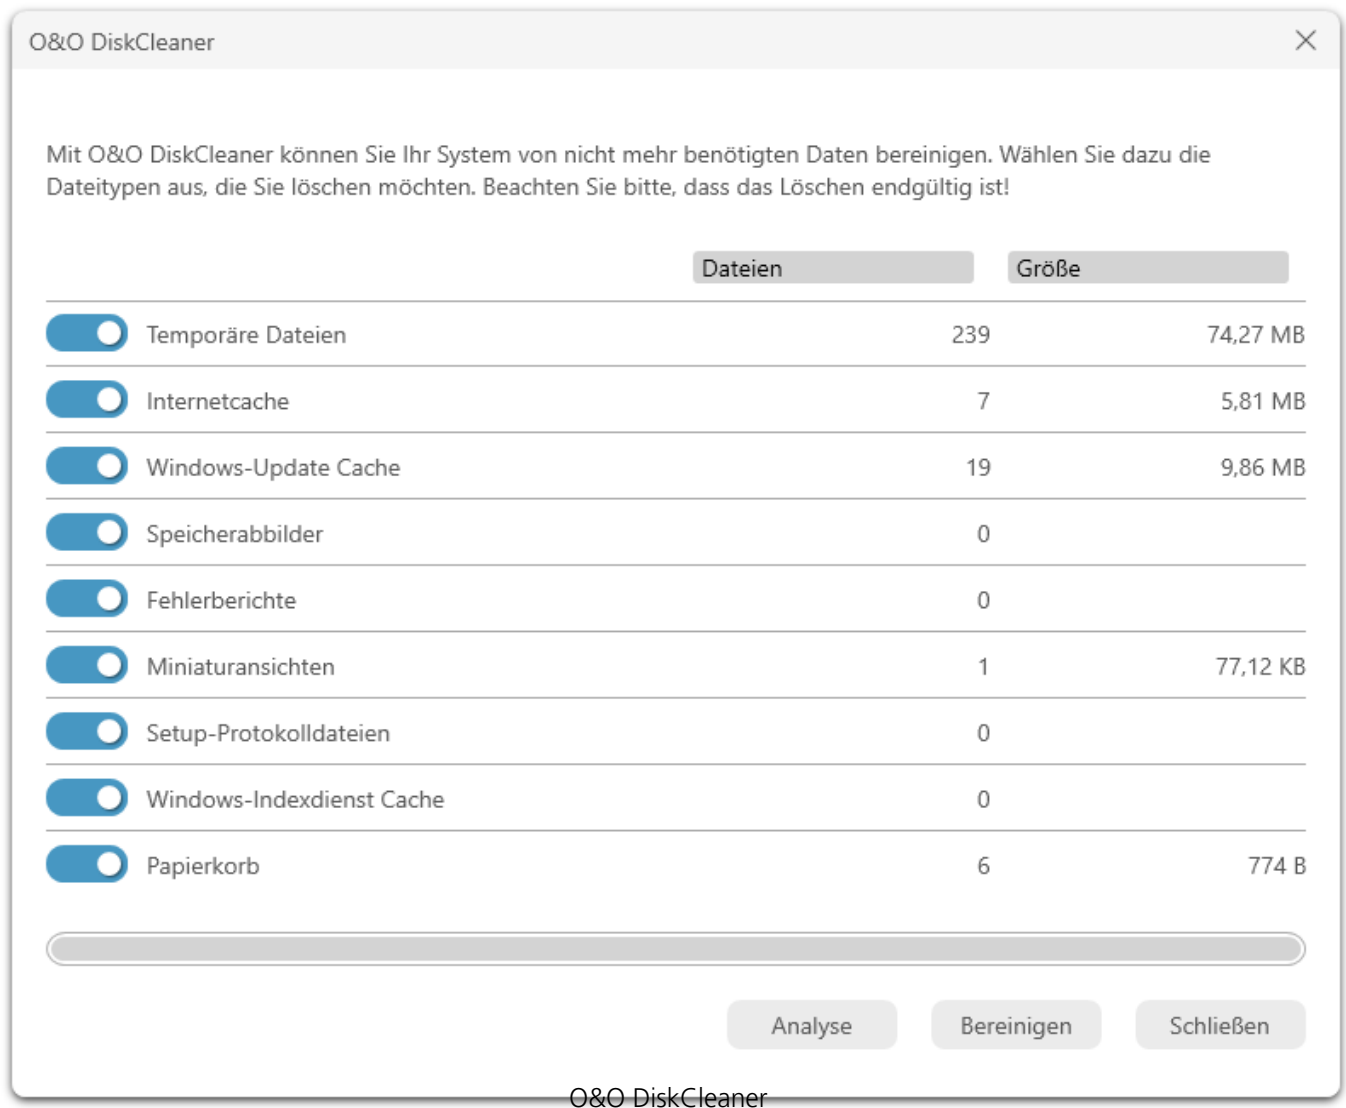 O&O DiskCleaner
Mit O&O DiskCleaner können Sie Ihr System von nicht mehr benötigten Daten bereinigen. Wählen Sie dazu die
Dateitypen aus, die Sie löschen möchten. Beachten Sie bitte, dass das Löschen endgültig ist!
Dateien Größe
Temporäre Dateien 239 74,27 MB
Internetcache 7 5,81 MB
Windows-Update Cache 19 9,86 MB
Speicherabbilder 0
Fehlerberichte 0
Miniaturansichten 1 77,12 KB
Setup-Protokolldateien 0
Windows-Indexdienst Cache 0
Papierkorb 6 774 B
Analyse Bereinigen Schließen
O&O DiskCleaner